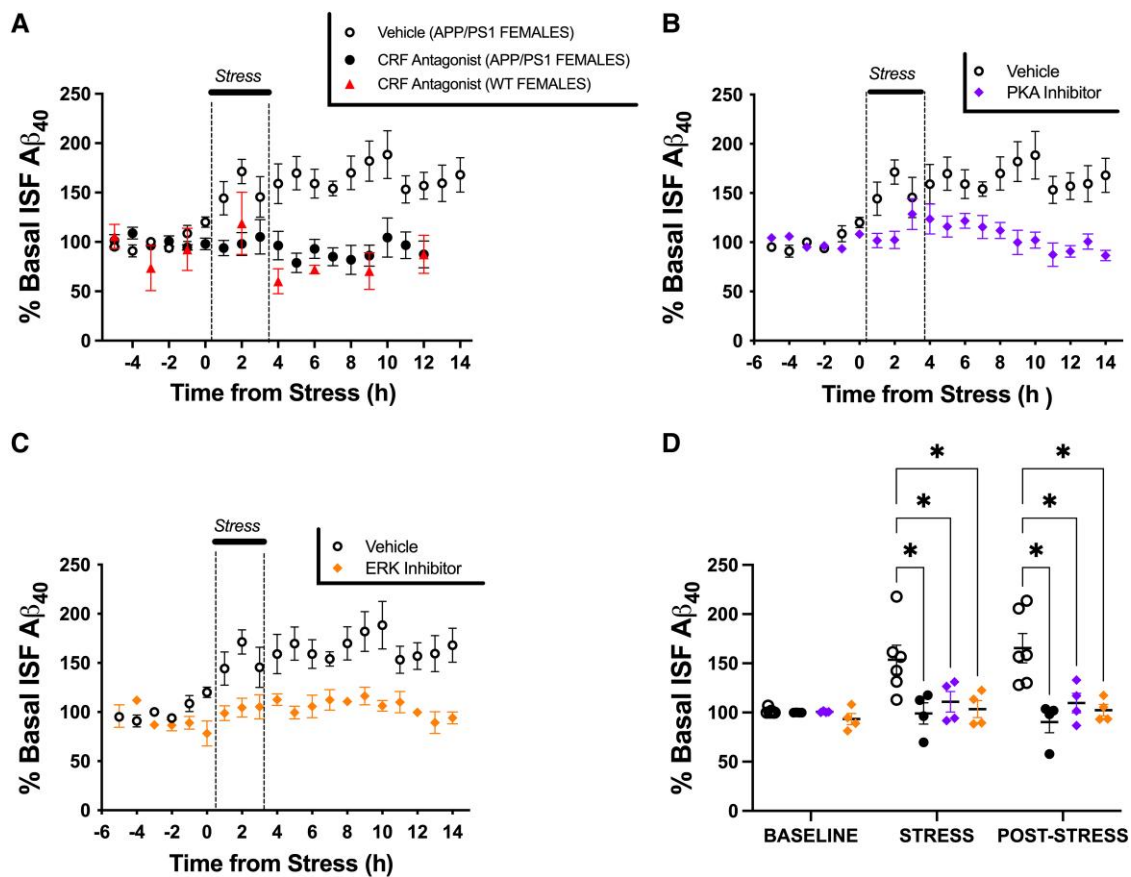 A
Vehicle (APP/PS1 FEMALES)
CRF Antagonist (APP/PS1 FEMALES)
CRF Antagonist (WT FEMALES)
Stress
% Basal ISF Aβ40
250
200
150
100
50
0
-4 -2 0 2 4 6 8 10 12 14
Time from Stress (h)
B
Vehicle
PKA Inhibitor
Stress
% Basal ISF Aβ40
250
200
150
100
50
0
-6 -4 -2 0 2 4 6 8 10 12 14
Time from Stress (h )
C
Stress
Vehicle
ERK Inhibitor
% Basal ISF Aβ40
250
200
150
100
50
0
-6 -4 -2 0 2 4 6 8 10 12 14
Time from Stress (h)
D
* *
* *
* *
% Basal ISF Aβ40
250
200
150
100
50
0
BASELINE STRESS POST-STRESS